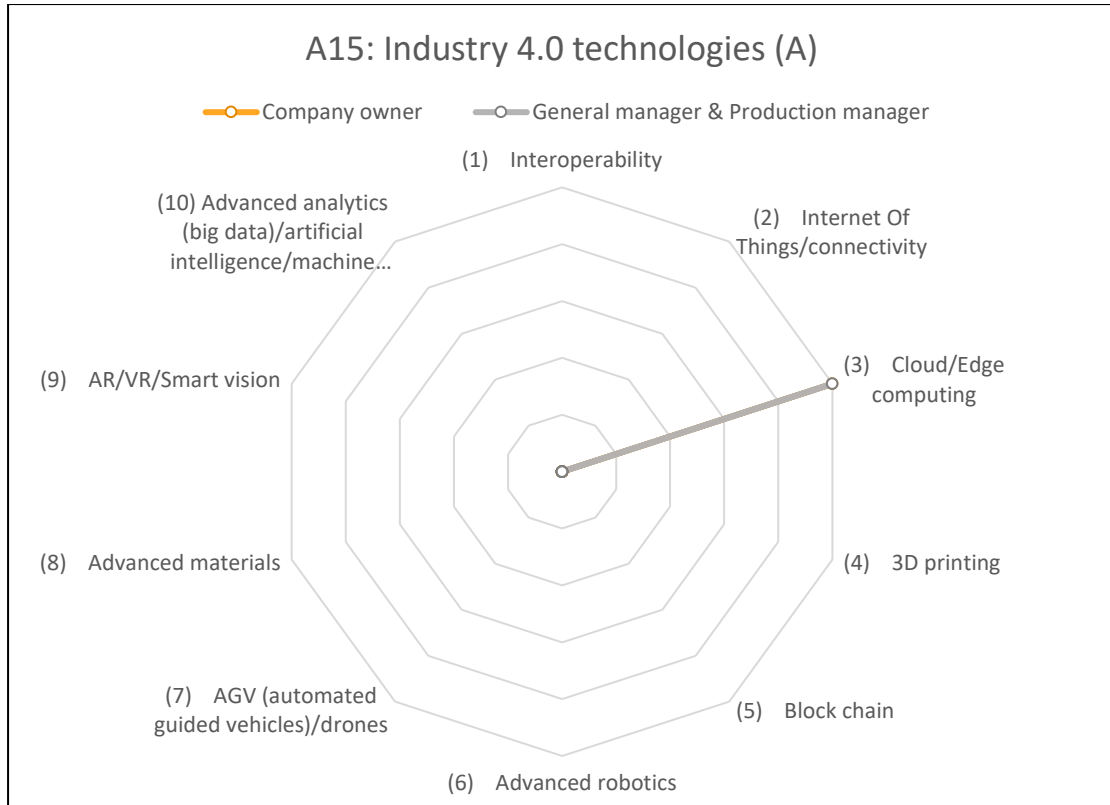 A15: Industry 4.0 technologies (A)
Company owner
General manager & Production manager
(1) Interoperability
(2) Internet Of
Things/connectivity
(3) Cloud/Edge
computing
(4) 3D printing
(5) Block chain
(6) Advanced robotics
(7) AGV (automated
guided vehicles)/drones
(8) Advanced materials
(9) AR/VR/Smart vision
(10) Advanced analytics
(big data)/artificial
intelligence/machine...